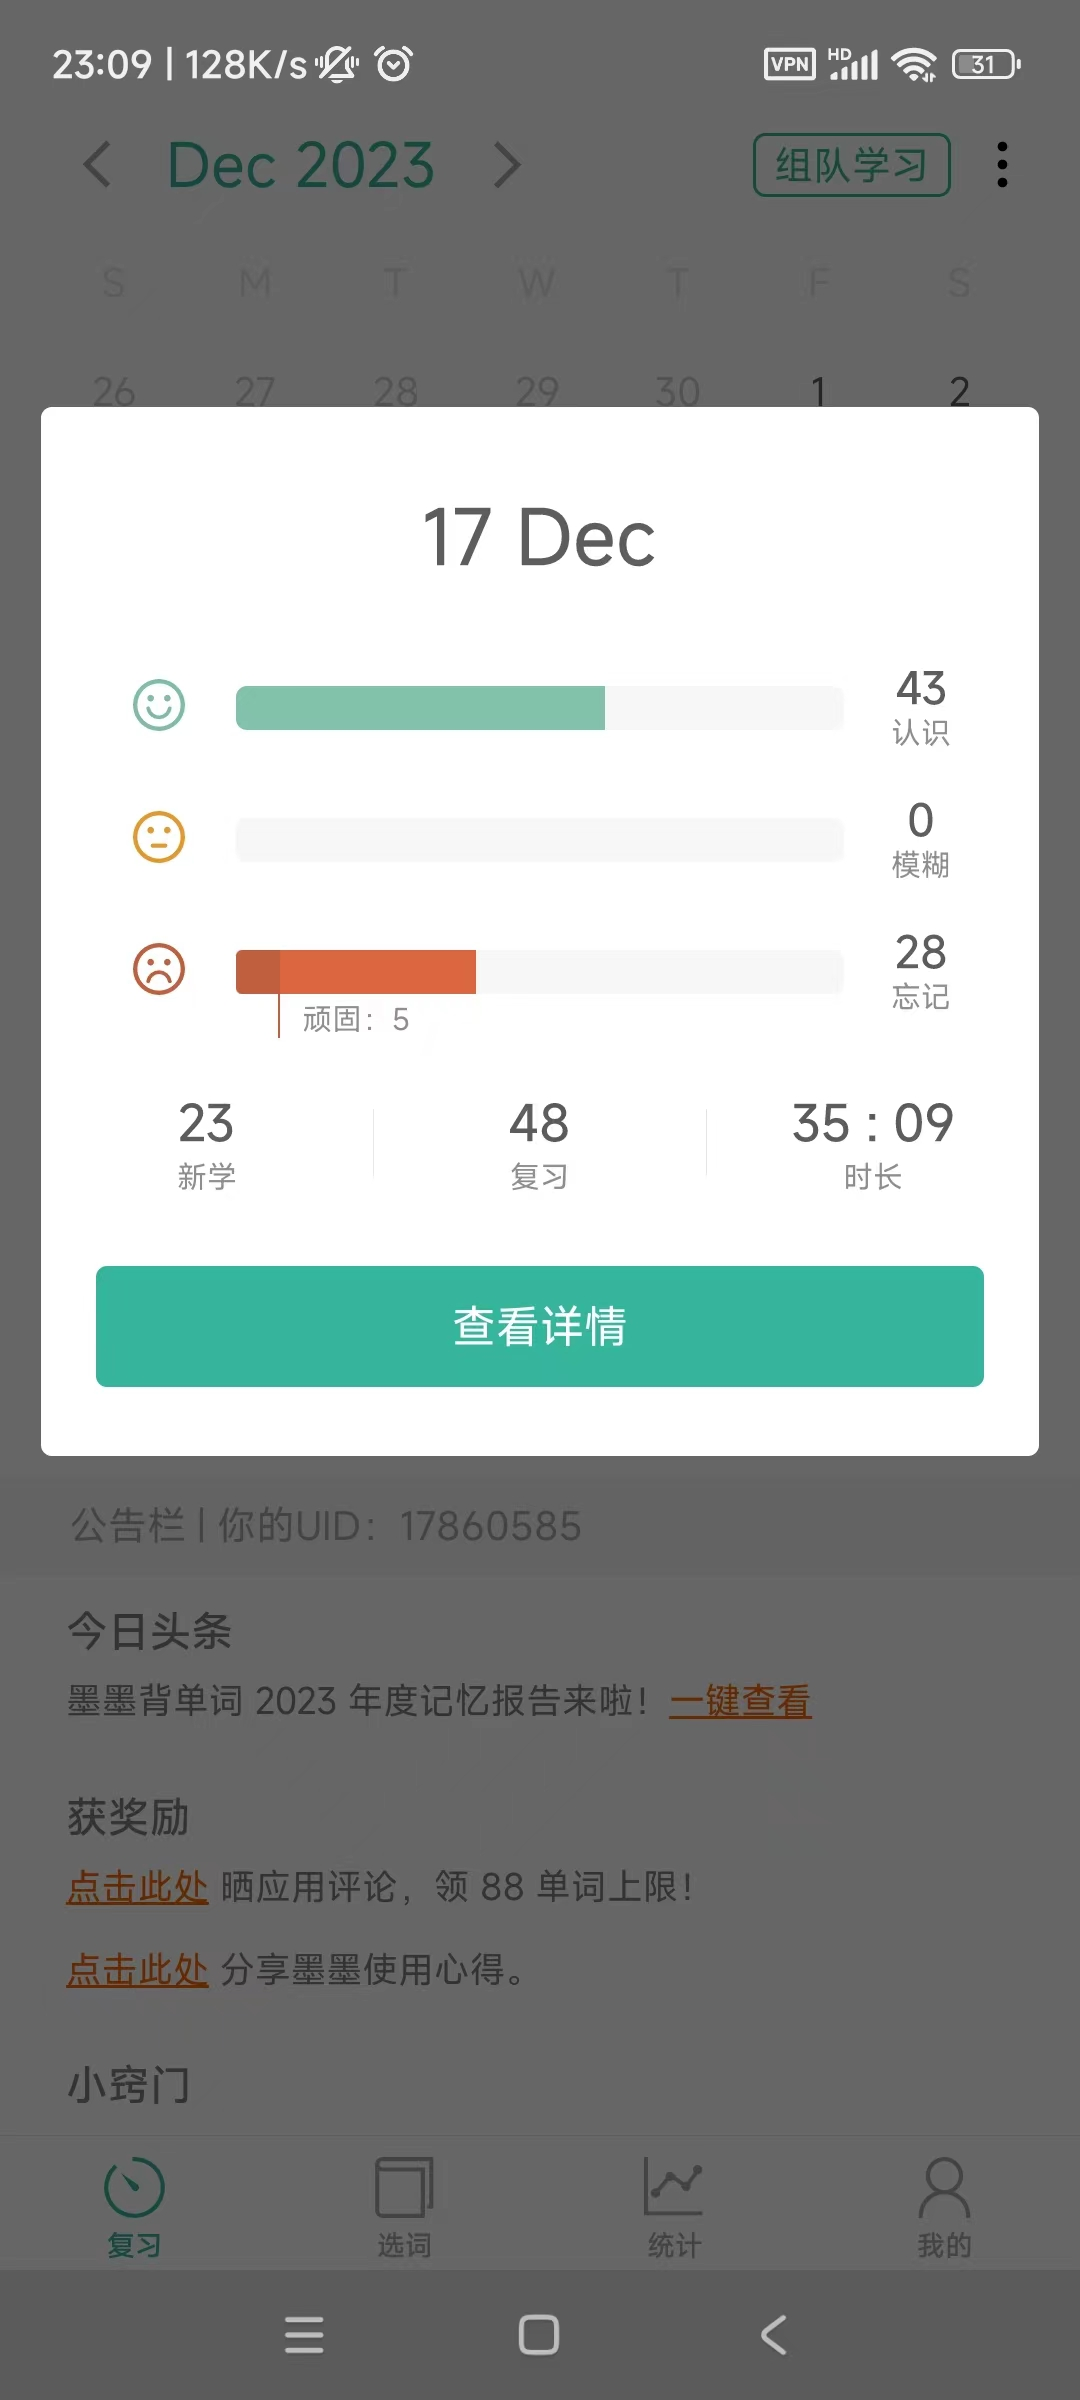 23:09 | 128K/s
VPN HD 31
Dec 2023
组队学习
S M T W T F S
26 27 28 29 30 1 2
17 Dec
43
认识
0
模糊
28
忘记
顽固：5
23 48 35 : 09
新学 复习 时长
查看详情
公告栏 | 你的UID：17860585
今日头条
墨墨背单词 2023 年度记忆报告来啦！一键查看
获奖励
点击此处 晒应用评论，领 88 单词上限！
点击此处 分享墨墨使用心得。
小窍门
复习 选词 统计 我的